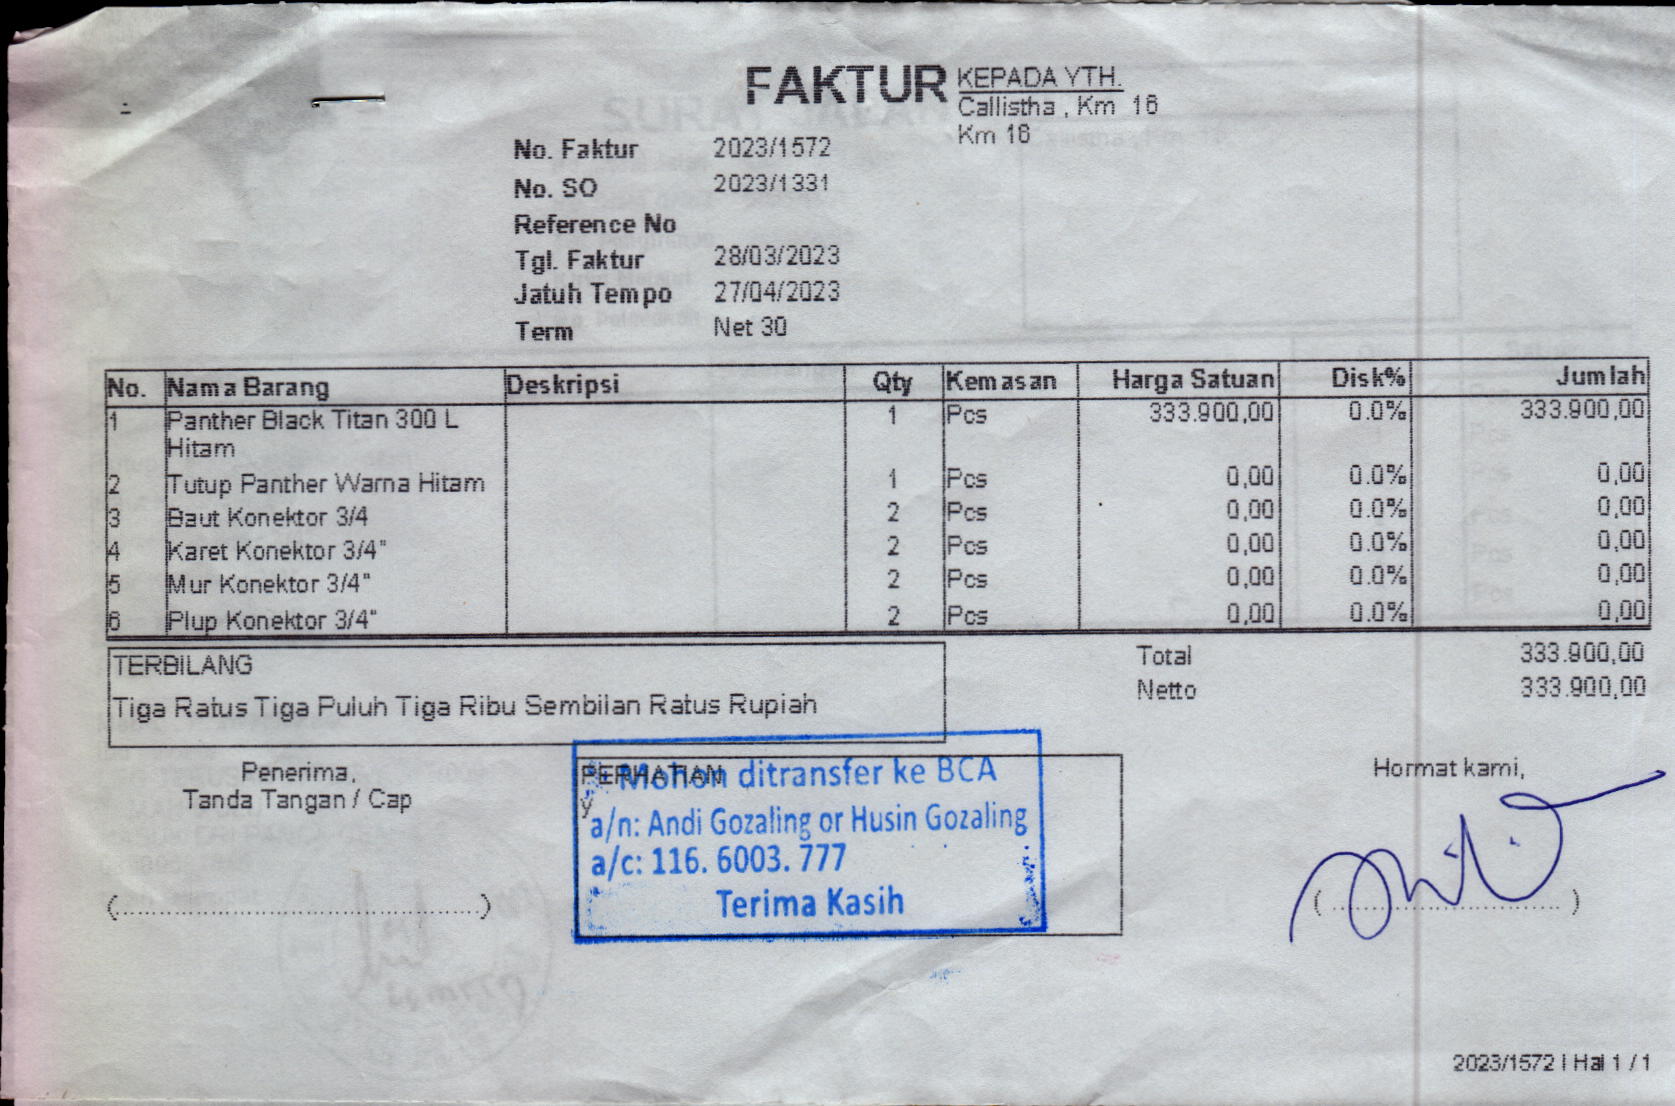 FAKTUR
KEPADA YTH.
Callistha , Km 16
Km 16
No. Faktur 2023/1572
No. SO 2023/1331
Reference No
Tgl. Faktur 28/03/2023
Jatuh Tempo 27/04/2023
Term Net 30
No. Nama Barang Deskripsi Qty Kemasan Harga Satuan Disk% Jumlah
1 Panther Black Titan 300 L 1 Pcs 333.900,00 0.0% 333.900,00
Hitam
2 Tutup Panther Warna Hitam 1 Pcs 0,00 0.0% 0,00
3 Baut Konektor 3/4 2 Pcs 0,00 0.0% 0,00
4 Karet Konektor 3/4" 2 Pcs 0,00 0.0% 0,00
5 Mur Konektor 3/4" 2 Pcs 0,00 0.0% 0,00
6 Plup Konektor 3/4" 2 Pcs 0,00 0.0% 0,00
TERBILANG
Tiga Ratus Tiga Puluh Tiga Ribu Sembilan Ratus Rupiah
Total 333.900,00
Netto 333.900,00
Penerima,
Tanda Tangan / Cap
(...............................................)
PERHATIAN
y
Mohon ditransfer ke BCA
a/n: Andi Gozaling or Husin Gozaling
a/c: 116. 6003. 777
Terima Kasih
Hormat kami,
(..............................)
2023/1572 | Hal 1 / 1